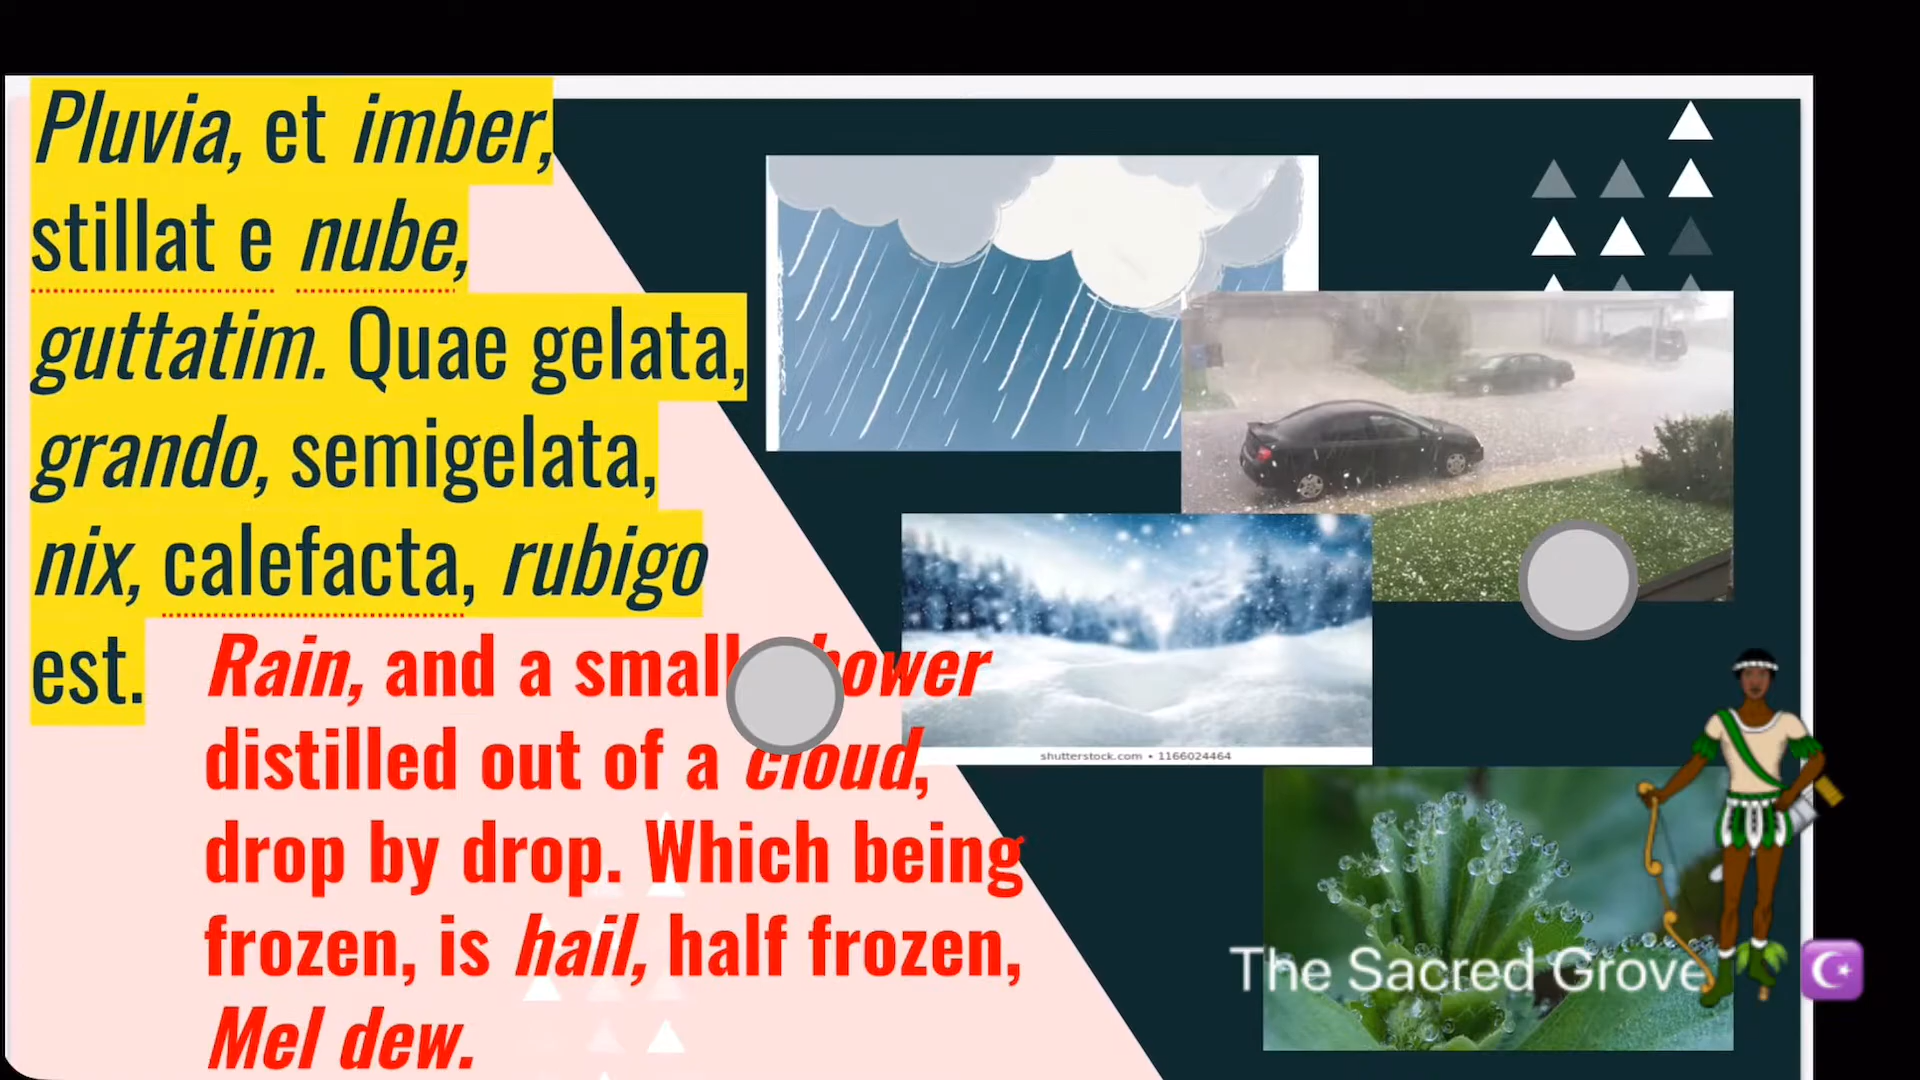 Pluvia, et imber,
stillat e nube,
guttatim. Quae gelata,
grando, semigelata,
nix, calefacta, rubigo
est.
Rain, and a small
distilled out of a cloud,
drop by drop. Which being
frozen, is hail, half frozen,
Mel dew.
shutterstock.com • 1166024464
The Sacred Grove